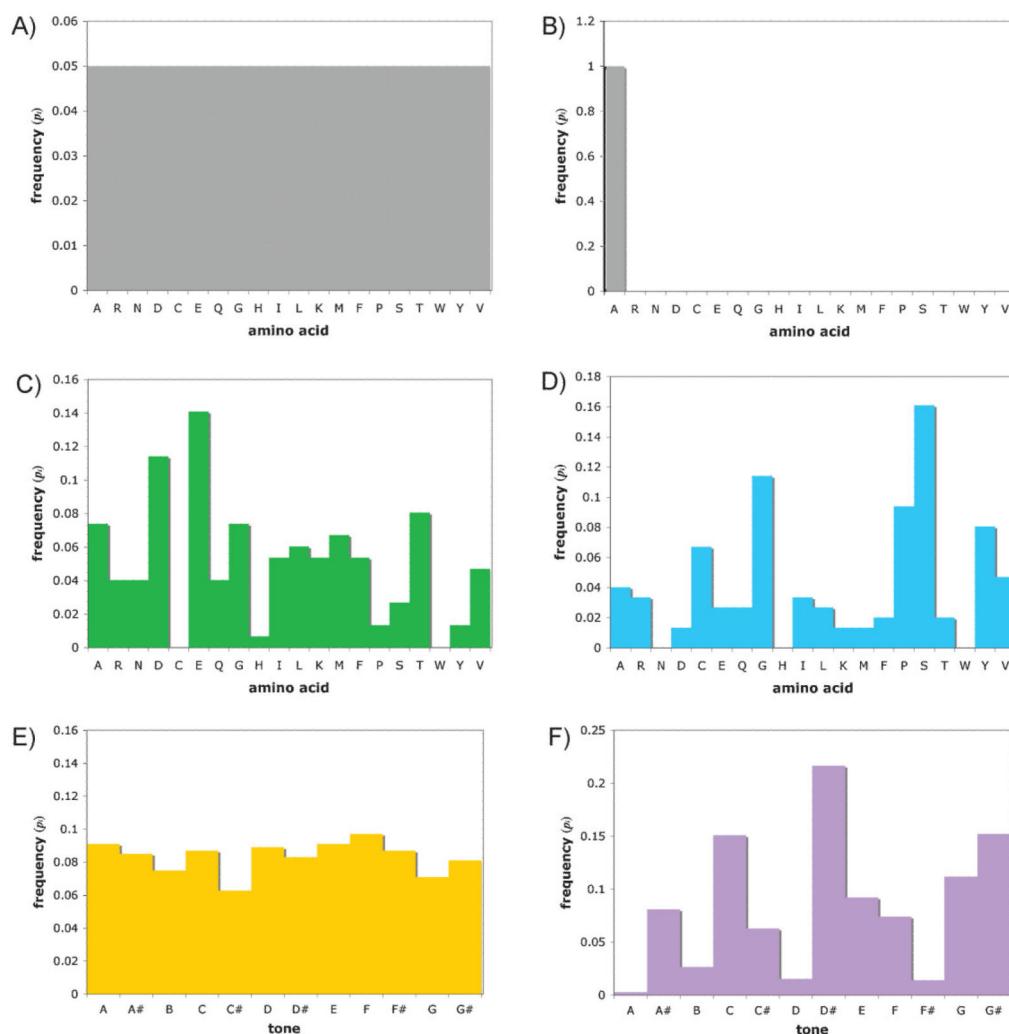 A)
0.06
0.05
0.04
0.03
0.02
0.01
0
frequency (pᵢ)
A R N D C E Q G H I L K M F P S T W Y V
amino acid
B)
1.2
1
0.8
0.6
0.4
0.2
0
frequency (pᵢ)
A R N D C E Q G H I L K M F P S T W Y V
amino acid
C)
0.16
0.14
0.12
0.1
0.08
0.06
0.04
0.02
0
frequency (pᵢ)
A R N D C E Q G H I L K M F P S T W Y V
amino acid
D)
0.18
0.16
0.14
0.12
0.1
0.08
0.06
0.04
0.02
0
frequency (pᵢ)
A R N D C E Q G H I L K M F P S T W Y V
amino acid
E)
0.16
0.14
0.12
0.1
0.08
0.06
0.04
0.02
0
frequency (pᵢ)
A A# B C C# D D# E F F# G G#
tone
F)
0.25
0.2
0.15
0.1
0.05
0
frequency (pᵢ)
A A# B C C# D D# E F F# G G#
tone